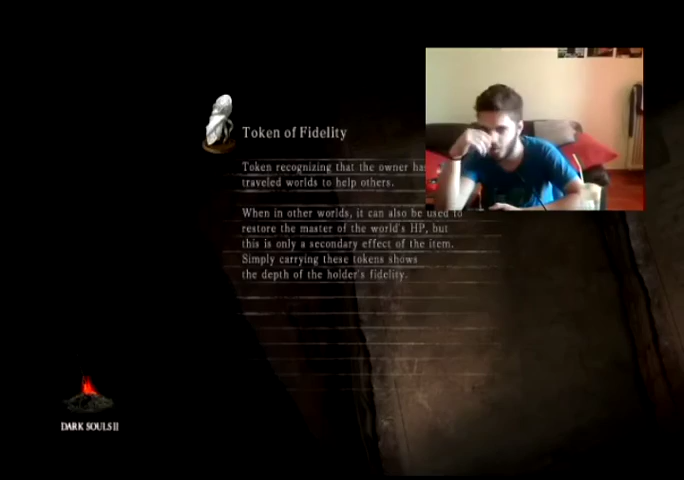 Token of Fidelity
Token recognizing that the owner has
traveled worlds to help others.
When in other worlds, it can also be used to
restore the master of the world's HP, but
this is only a secondary effect of the item.
Simply carrying these tokens shows
the depth of the holder's fidelity.
DARK SOULS II